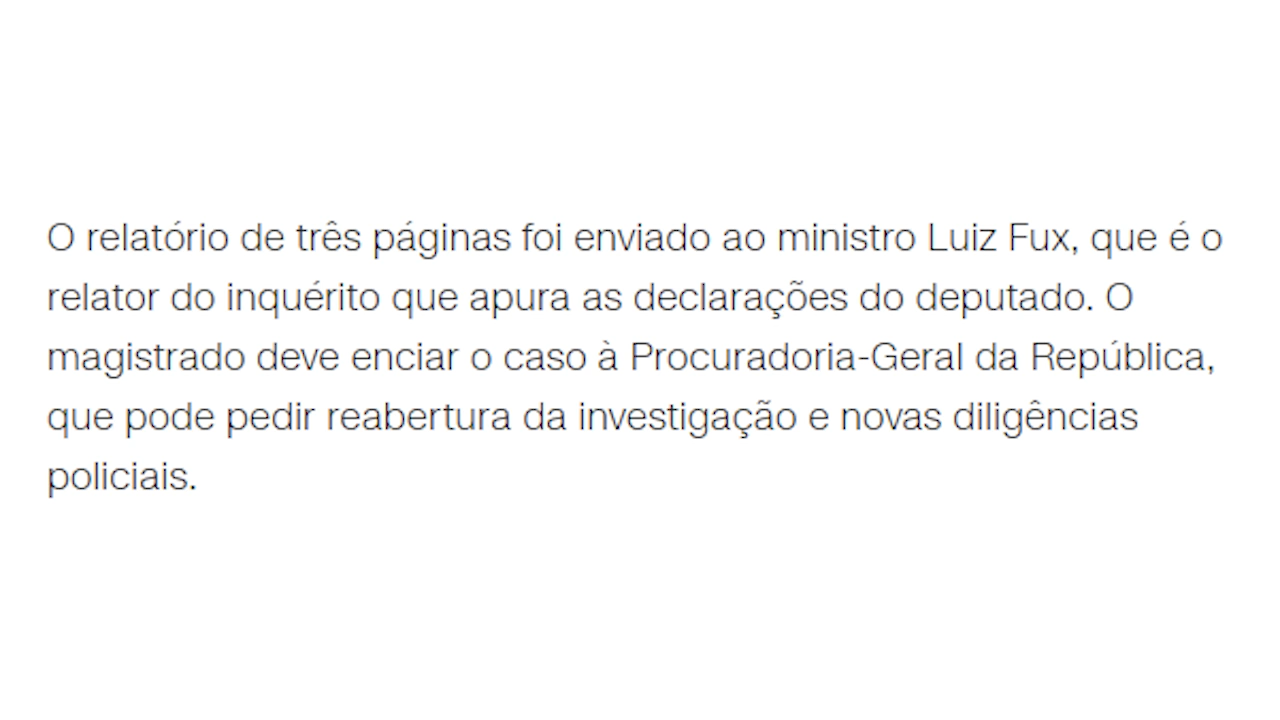 O relatório de três páginas foi enviado ao ministro Luiz Fux, que é o
relator do inquérito que apura as declarações do deputado. O
magistrado deve enciar o caso à Procuradoria-Geral da República,
que pode pedir reabertura da investigação e novas diligências
policiais.